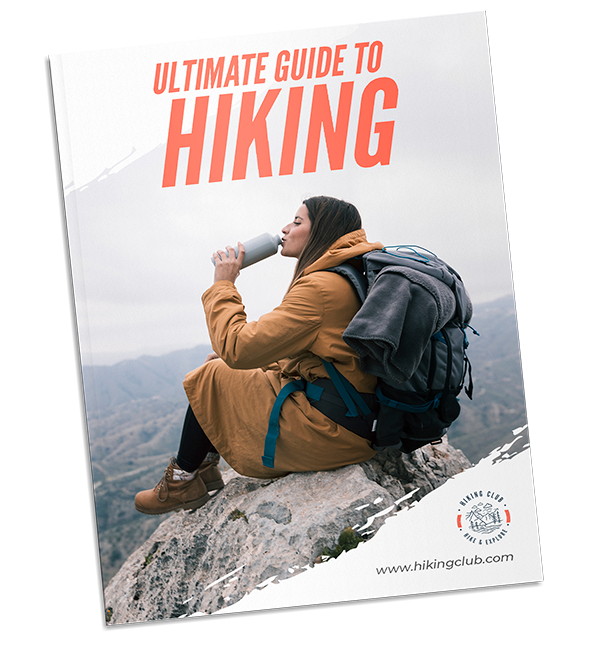 ULTIMATE GUIDE TO
HIKING
HIKING CLUB
HIKE & EXPLORE
www.hikingclub.com